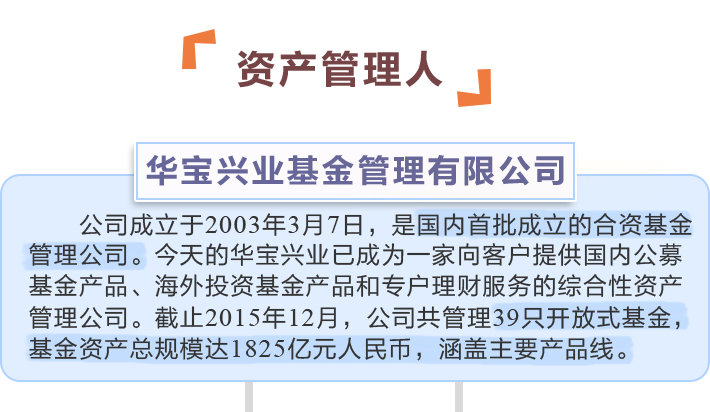 资产管理人
华宝兴业基金管理有限公司
公司成立于2003年3月7日，是国内首批成立的合资基金
管理公司。今天的华宝兴业已成为一家向客户提供国内公募
基金产品、海外投资基金产品和专户理财服务的综合性资产
管理公司。截止2015年12月，公司共管理39只开放式基金，
基金资产总规模达1825亿元人民币，涵盖主要产品线。